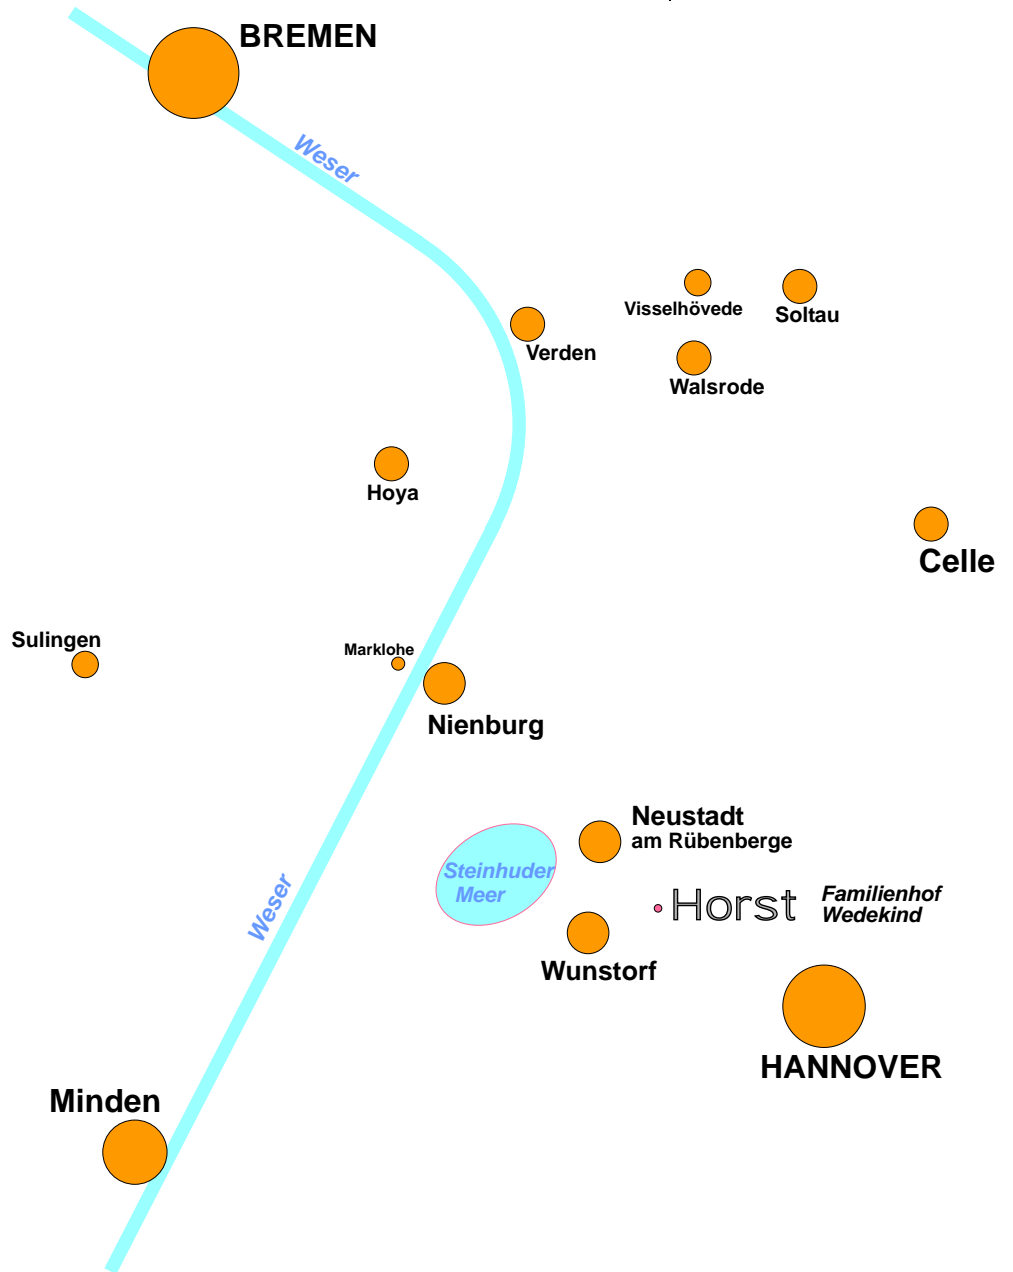 BREMEN
Weser
Visselhövede
Soltau
Verden
Walsrode
Hoya
Celle
Sulingen
Marklohe
Nienburg
Neustadt
am Rübenberge
Steinhuder
Meer
Horst
Familienhof
Wedekind
Weser
Wunstorf
HANNOVER
Minden